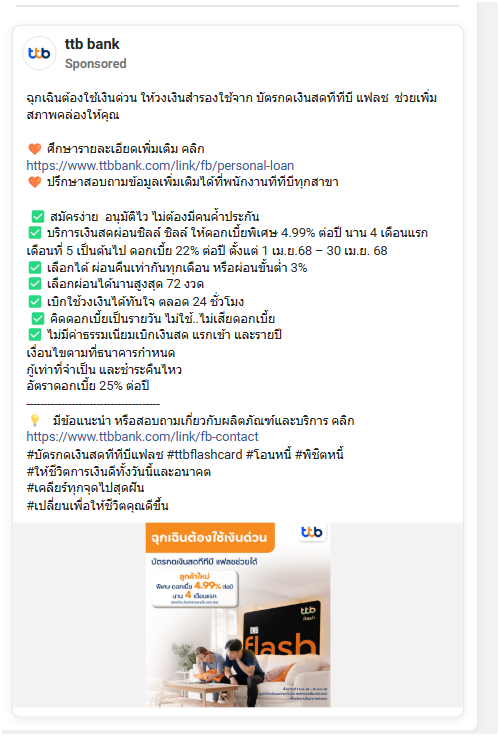 ttb
ttb bank
Sponsored
ฉุกเฉินต้องใช้เงินด่วน ให้วงเงินสำรองใช้จาก บัตรกดเงินสดทีทีบี แฟลช ช่วยเพิ่ม
สภาพคล่องให้คุณ
🧡 ศึกษารายละเอียดเพิ่มเติม คลิก
https://www.ttbbank.com/link/fb/personal-loan
🧡 ปรึกษาสอบถามข้อมูลเพิ่มเติมได้ที่พนักงานทีทีบีทุกสาขา
✅ สมัครง่าย อนุมัติไว ไม่ต้องมีคนค้ำประกัน
✅ บริการเงินสดผ่อนชิลล์ ชิลล์ ให้ดอกเบี้ยพิเศษ 4.99% ต่อปี นาน 4 เดือนแรก
เดือนที่ 5 เป็นต้นไป ดอกเบี้ย 22% ต่อปี ตั้งแต่ 1 เม.ย.68 – 30 เม.ย. 68
✅ เลือกได้ ผ่อนคืนเท่ากันทุกเดือน หรือผ่อนขั้นต่ำ 3%
✅ เลือกผ่อนได้นานสูงสุด 72 งวด
✅ เบิกใช้วงเงินได้ทันใจ ตลอด 24 ชั่วโมง
✅ คิดดอกเบี้ยเป็นรายวัน ไม่ใช้..ไม่เสียดอกเบี้ย
✅ ไม่มีค่าธรรมเนียมเบิกเงินสด แรกเข้า และรายปี
เงื่อนไขตามที่ธนาคารกำหนด
กู้เท่าที่จำเป็น และชำระคืนไหว
อัตราดอกเบี้ย 25% ต่อปี
--------------------------------------
💡 มีข้อแนะนำ หรือสอบถามเกี่ยวกับผลิตภัณฑ์และบริการ คลิก
https://www.ttbbank.com/link/fb-contact
#บัตรกดเงินสดทีทีบีแฟลช #ttbflashcard #โอนหนี้ #พิชิตหนี้
#ให้ชีวิตการเงินดีทั้งวันนี้และอนาคต
#เคลียร์ทุกจุดไปสุดฝัน
#เปลี่ยนเพื่อให้ชีวิตคุณดีขึ้น
ฉุกเฉินต้องใช้เงินด่วน
ttb
บัตรกดเงินสดทีทีบี แฟลชช่วยได้
ลูกค้าใหม่
พิเศษ ดอกเบี้ย 4.99% ต่อปี
นาน 4 เดือนแรก
ttb
แฟลช
flash